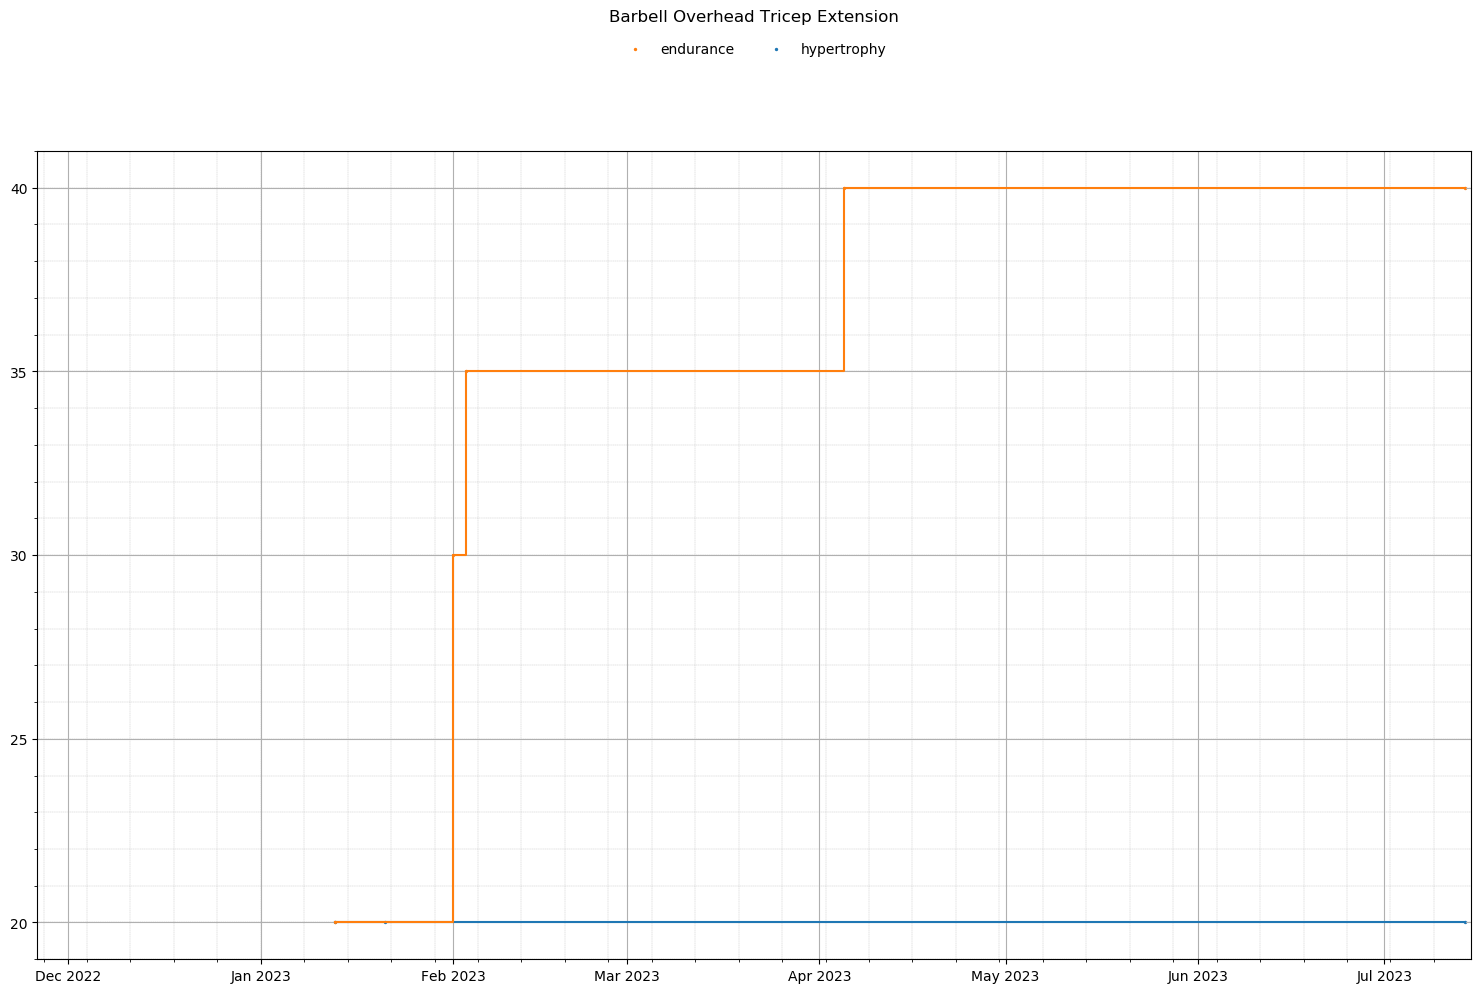 Barbell Overhead Tricep Extension
endurance hypertrophy
40
35
30
25
20
Dec 2022 Jan 2023 Feb 2023 Mar 2023 Apr 2023 May 2023 Jun 2023 Jul 2023